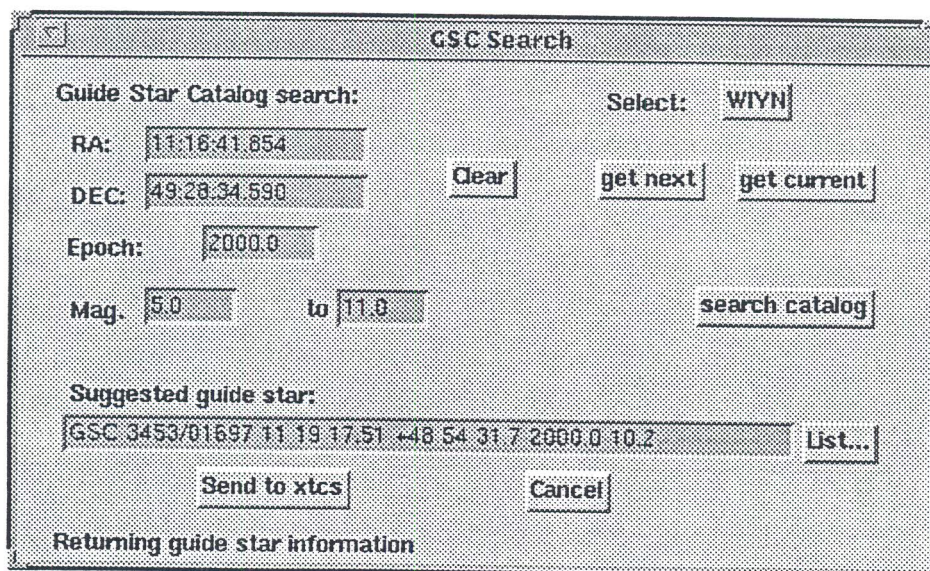 GSC Search
Guide Star Catalog search:
Select: WIYN
RA: 11:16:41.854
Clear get next get current
DEC: 49:28:34.590
Epoch: 2000.0
Mag. 5.0 to 11.0
search catalog
Suggested guide star:
GSC 3453/01697 11 19 17.51 +48 54 31.7 2000.0 10.2
List...
Send to xtcs Cancel
Returning guide star information